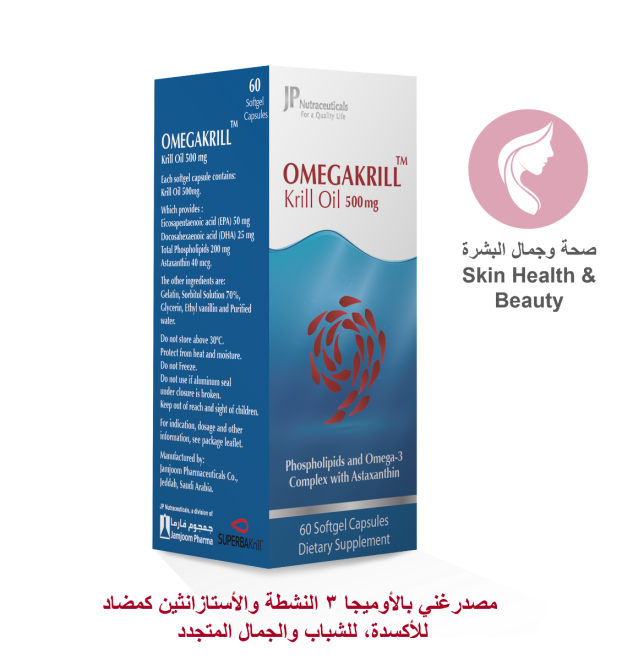 60
Softgel
Capsules
OMEGAKRILL™
Krill Oil 500 mg
Each softgel capsule contains:
Krill Oil 500mg.
Which provides :
Eicosapentaenoic acid (EPA) 50 mg
Docosahexaenoic acid (DHA) 25 mg
Total Phospholipids 200 mg
Astaxanthin 40 mcg.
The other ingredients are:
Gelatin, Sorbitol Solution 70%,
Glycerin, Ethyl vanillin and Purified
water.
Do not store above 30°C.
Protect from heat and moisture.
Do not Freeze.
Do not use if aluminum seal
under closure is broken.
Keep out of reach and sight of children.
For indication, dosage and other
information, see package leaflet.
Manufactured by:
Jamjoom Pharmaceuticals Co.,
Jeddah, Saudi Arabia.
JP Nutraceuticals, a division of
جمجوم فارما
Jamjoom Pharma
SUPERBAKrill
JP Nutraceuticals
For a Quality Life
OMEGAKRILL™
Krill Oil 500 mg
Phospholipids and Omega-3
Complex with Astaxanthin
60 Softgel Capsules
Dietary Supplement
صحة وجمال البشرة
Skin Health &
Beauty
مصدرغني بالأوميجا ٣ النشطة والأستازانثين كمضاد
للأكسدة، للشباب والجمال المتجدد